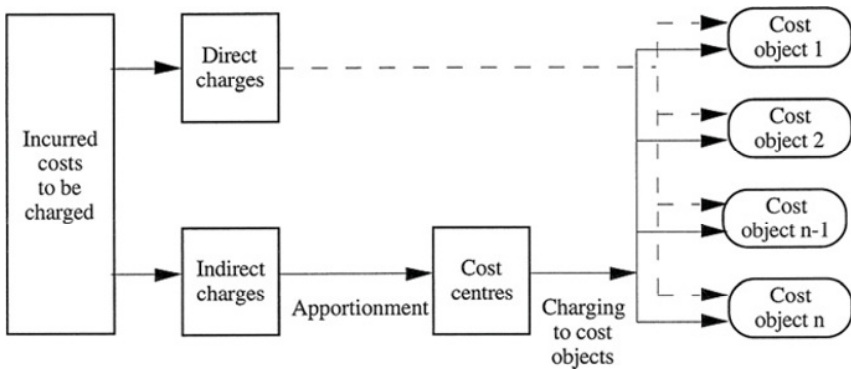 Incurred
costs
to be
charged
Direct
charges
Indirect
charges
Apportionment
Cost
centres
Charging
to cost
objects
Cost
object 1
Cost
object 2
Cost
object n-1
Cost
object n